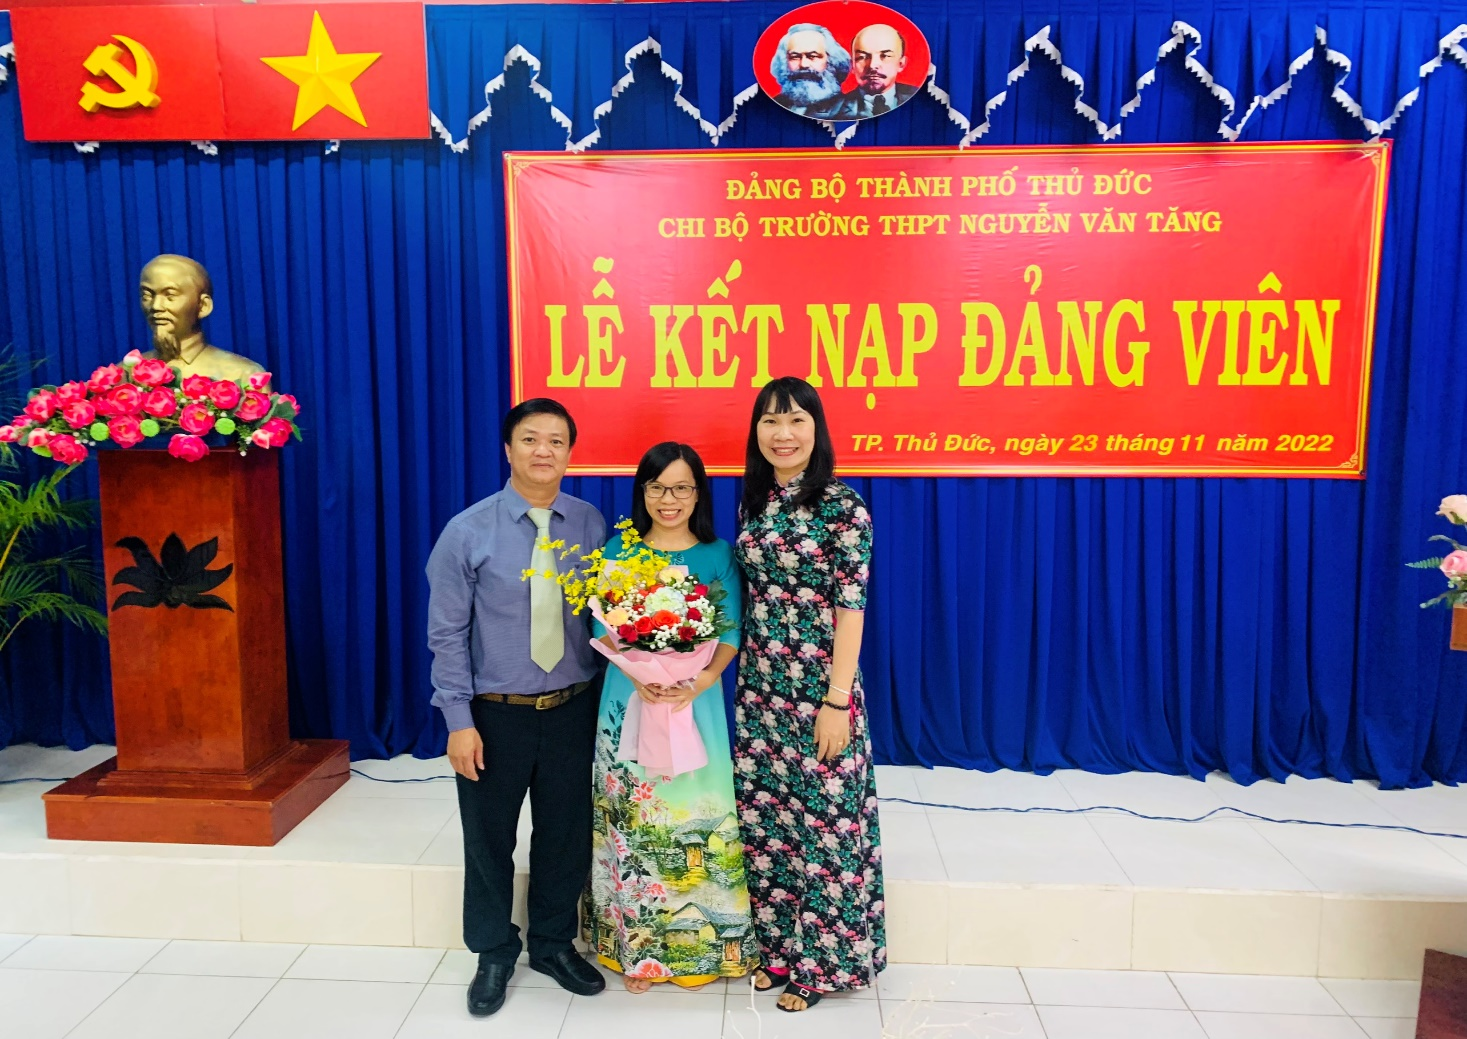 ĐẢNG BỘ THÀNH PHỐ THỦ ĐỨC
CHI BỘ TRƯỜNG THPT NGUYỄN VĂN TĂNG
LỄ KẾT NẠP ĐẢNG VIÊN
TP. Thủ Đức, ngày 23 tháng 11 năm 2022